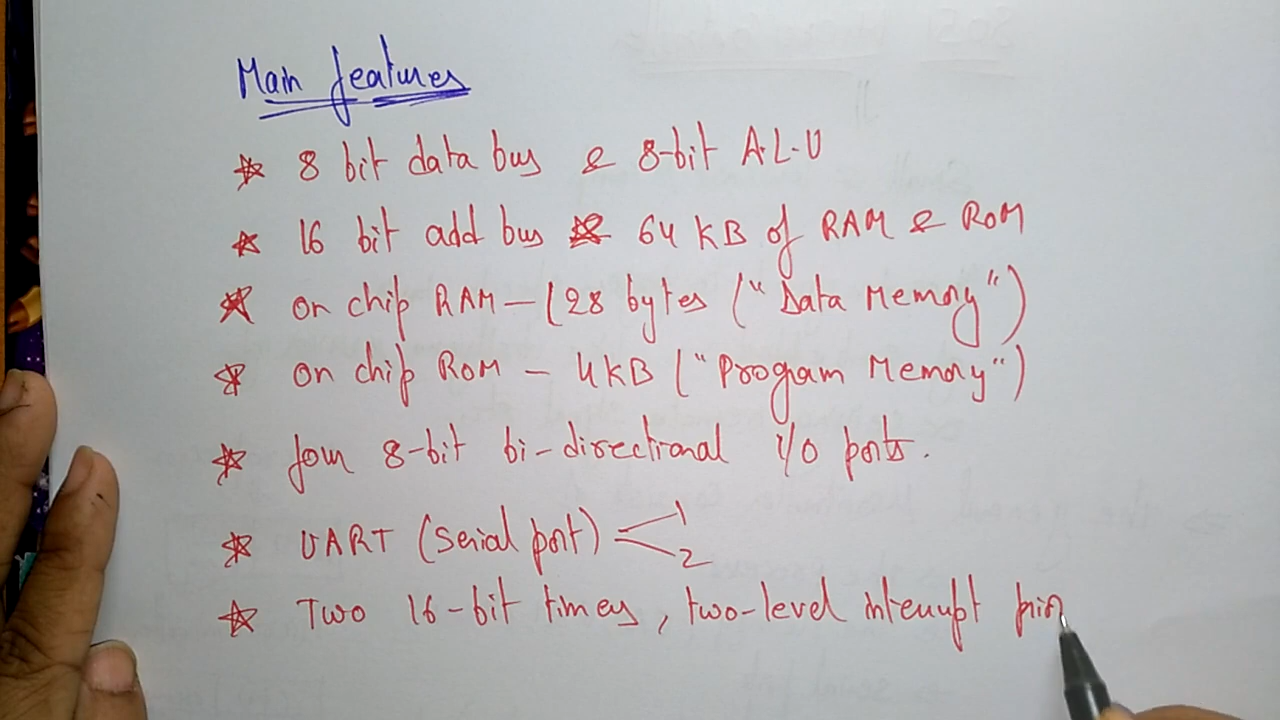 Main features
8 bit data bus & 8-bit A.L.U
16 bit add bus 64 KB of RAM & ROM
on chip RAM – 128 bytes ("Data Memory")
on chip ROM – 4KB ("Program Memory")
four 8-bit bi-directional I/O ports.
UART (Serial port) 1
2
Two 16-bit timers, two-level interrupt prio